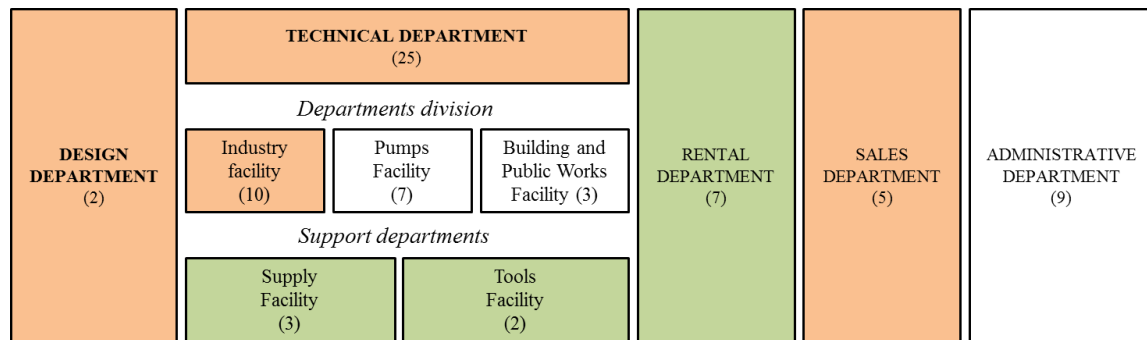 DESIGN
DEPARTMENT
(2)
TECHNICAL DEPARTMENT
(25)
Departments division
Industry
facility
(10)
Pumps
Facility
(7)
Building and
Public Works
Facility (3)
Support departments
Supply
Facility
(3)
Tools
Facility
(2)
RENTAL
DEPARTMENT
(7)
SALES
DEPARTMENT
(5)
ADMINISTRATIVE
DEPARTMENT
(9)